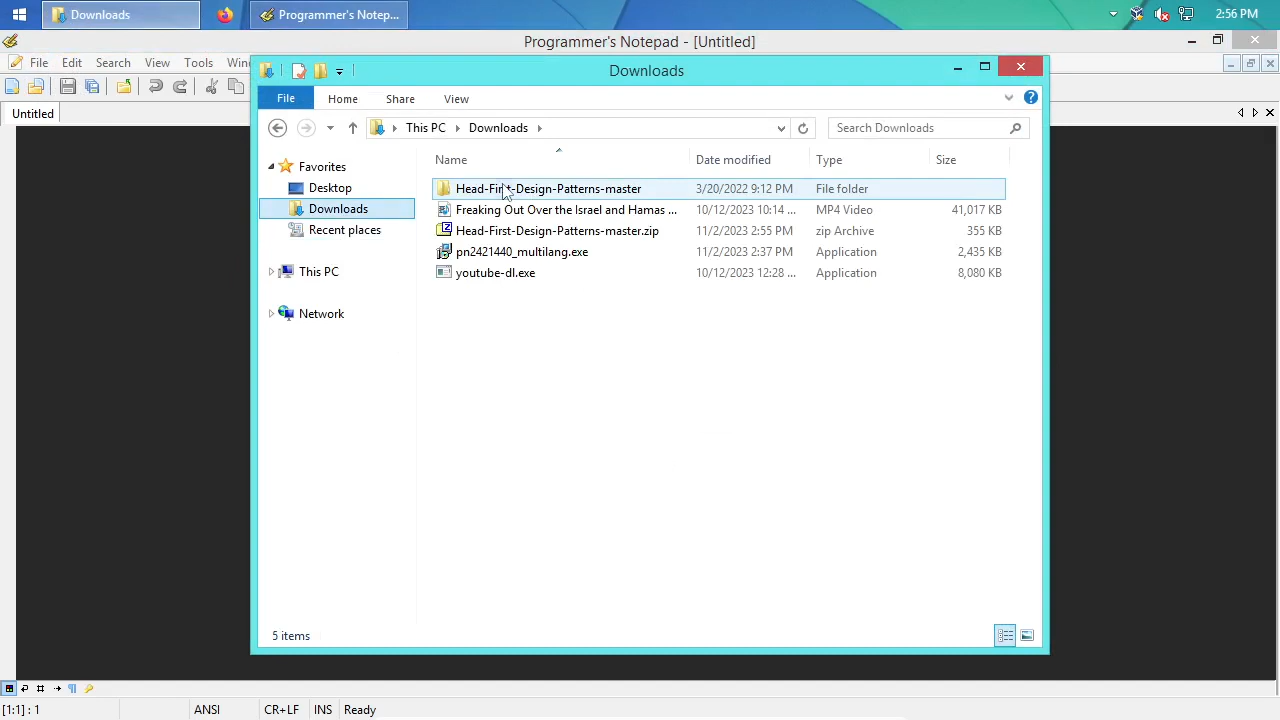 Downloads
Programmer's Notep...
2:56 PM
Programmer's Notepad - [Untitled]
File Edit Search View Tools
Untitled
Downloads
File Home Share View
This PC Downloads
Search Downloads
Name Date modified Type Size
Favorites
Desktop
Downloads
Recent places
This PC
Network
Head-First-Design-Patterns-master 3/20/2022 9:12 PM File folder
Freaking Out Over the Israel and Hamas ... 10/12/2023 10:14 ... MP4 Video 41,017 KB
Head-First-Design-Patterns-master.zip 11/2/2023 2:55 PM zip Archive 355 KB
pn2421440_multilang.exe 11/2/2023 2:37 PM Application 2,435 KB
youtube-dl.exe 10/12/2023 12:28 ... Application 8,080 KB
5 items
[1:1] : 1 ANSI CR+LF INS Ready